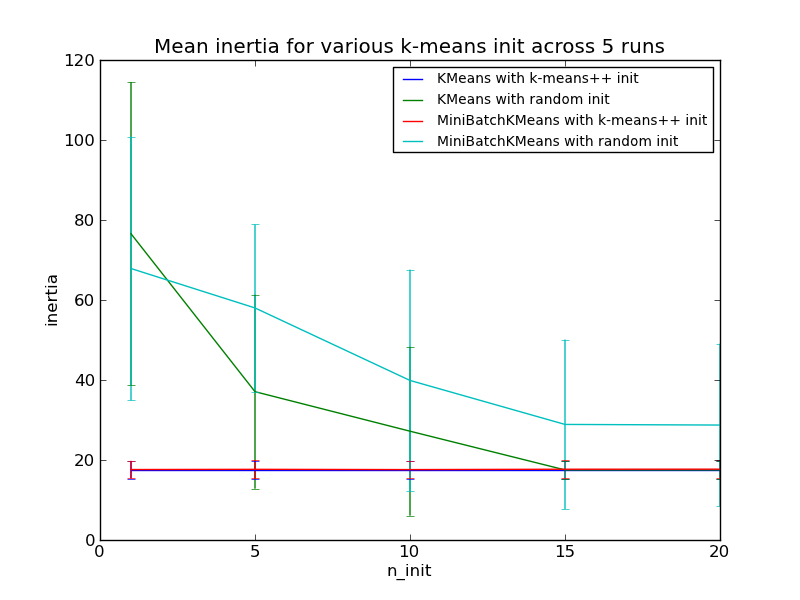 Mean inertia for various k-means init across 5 runs
KMeans with k-means++ init
KMeans with random init
MiniBatchKMeans with k-means++ init
MiniBatchKMeans with random init
120
100
80
60
40
20
0
inertia
0 5 10 15 20
n_init